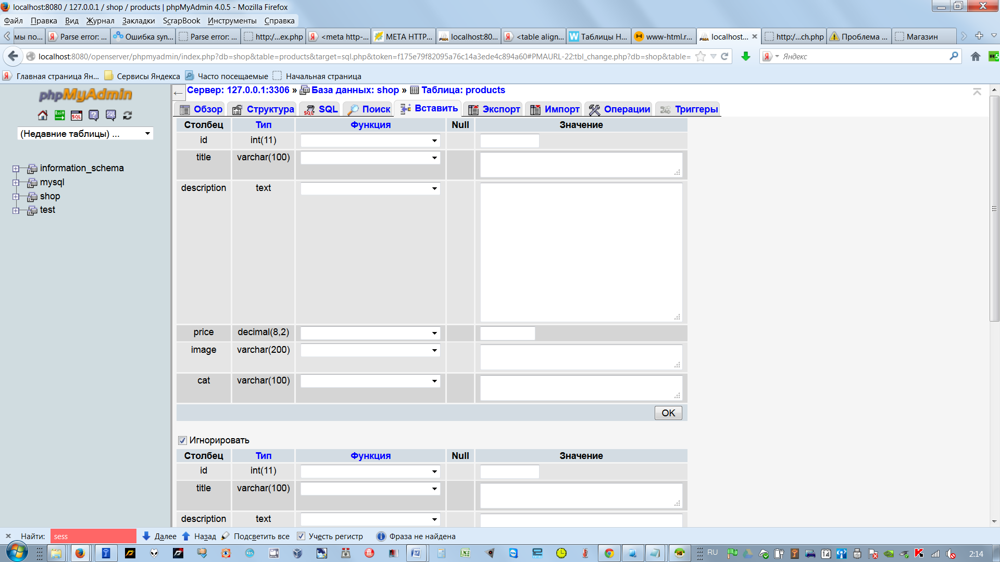 localhost:8080 / 127.0.0.1 / shop / products | phpMyAdmin 4.0.5 - Mozilla Firefox
Файл Правка Вид Журнал Закладки ScrapBook Инструменты Справка
мы по... Parse error: ... Ошибка syn... Parse error: ... http:/...ex.php <meta http-... META HTTP... localhost:80... <table align... Таблицы H... www-html.r... localhost... http:/...ch.php Проблема ... Магазин
localhost:8080/openserver/phpmyadmin/index.php?db=shop&table=products&target=sql.php&token=f175e79f82095a76c14a3ede4c894a60#PMAURL-22:tbl_change.php?db=shop&table= Яндекс
Главная страница Ян... Сервисы Яндекса Часто посещаемые Начальная страница
phpMyAdmin
(Недавние таблицы) ...
information_schema
mysql
shop
test
Сервер: 127.0.0.1:3306 » База данных: shop » Таблица: products
Обзор Структура SQL Поиск Вставить Экспорт Импорт Операции Триггеры
Столбец Тип Функция Null Значение
id int(11)
title varchar(100)
description text
price decimal(8,2)
image varchar(200)
cat varchar(100)
OK
Игнорировать
Столбец Тип Функция Null Значение
id int(11)
title varchar(100)
description text
Найти: sess Далее Назад Подсветить все Учесть регистр Фраза не найдена
RU 2:14